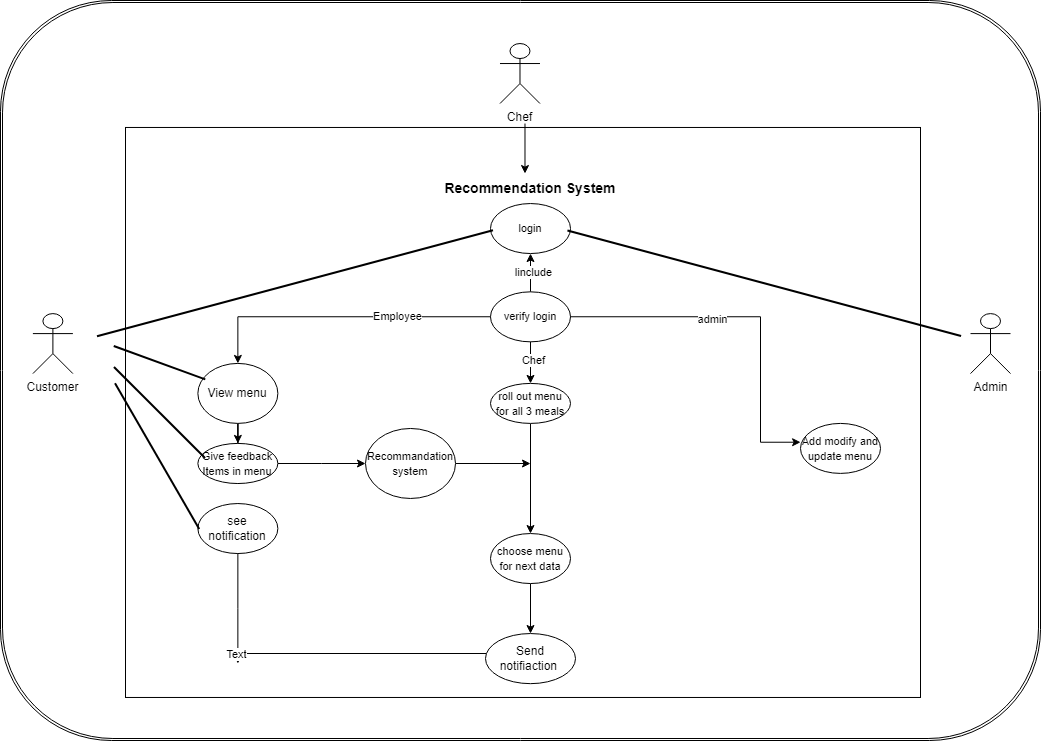 Chef
Recommendation System
login
Iinclude
Employee
verify login
admin
Customer
Admin
Chef
View menu
roll out menu
for all 3 meals
Give feedback
Items in menu
Recommandation
system
Add modify and
update menu
see
notification
choose menu
for next data
Text
Send
notifiaction